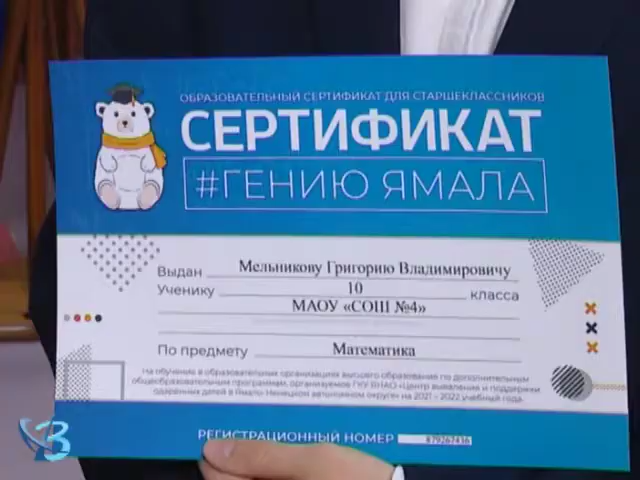 ОБРАЗОВАТЕЛЬНЫЙ СЕРТИФИКАТ ДЛЯ СТАРШЕКЛАССНИКОВ
СЕРТИФИКАТ
#ГЕНИЮ ЯМАЛА
Выдан Мельникову Григорию Владимировичу
Ученику 10 класса
МАОУ «СОШ №4»
По предмету Математика
На обучение в образовательных организациях высшего образования по дополнительным
общеобразовательным программам, организуемое ГКУ ЯНАО «Центр выявления и поддержки
одаренных детей в Ямало-Ненецком автономном округе» на 2021 - 2022 учебный год.
РЕГИСТРАЦИОННЫЙ НОМЕР
В